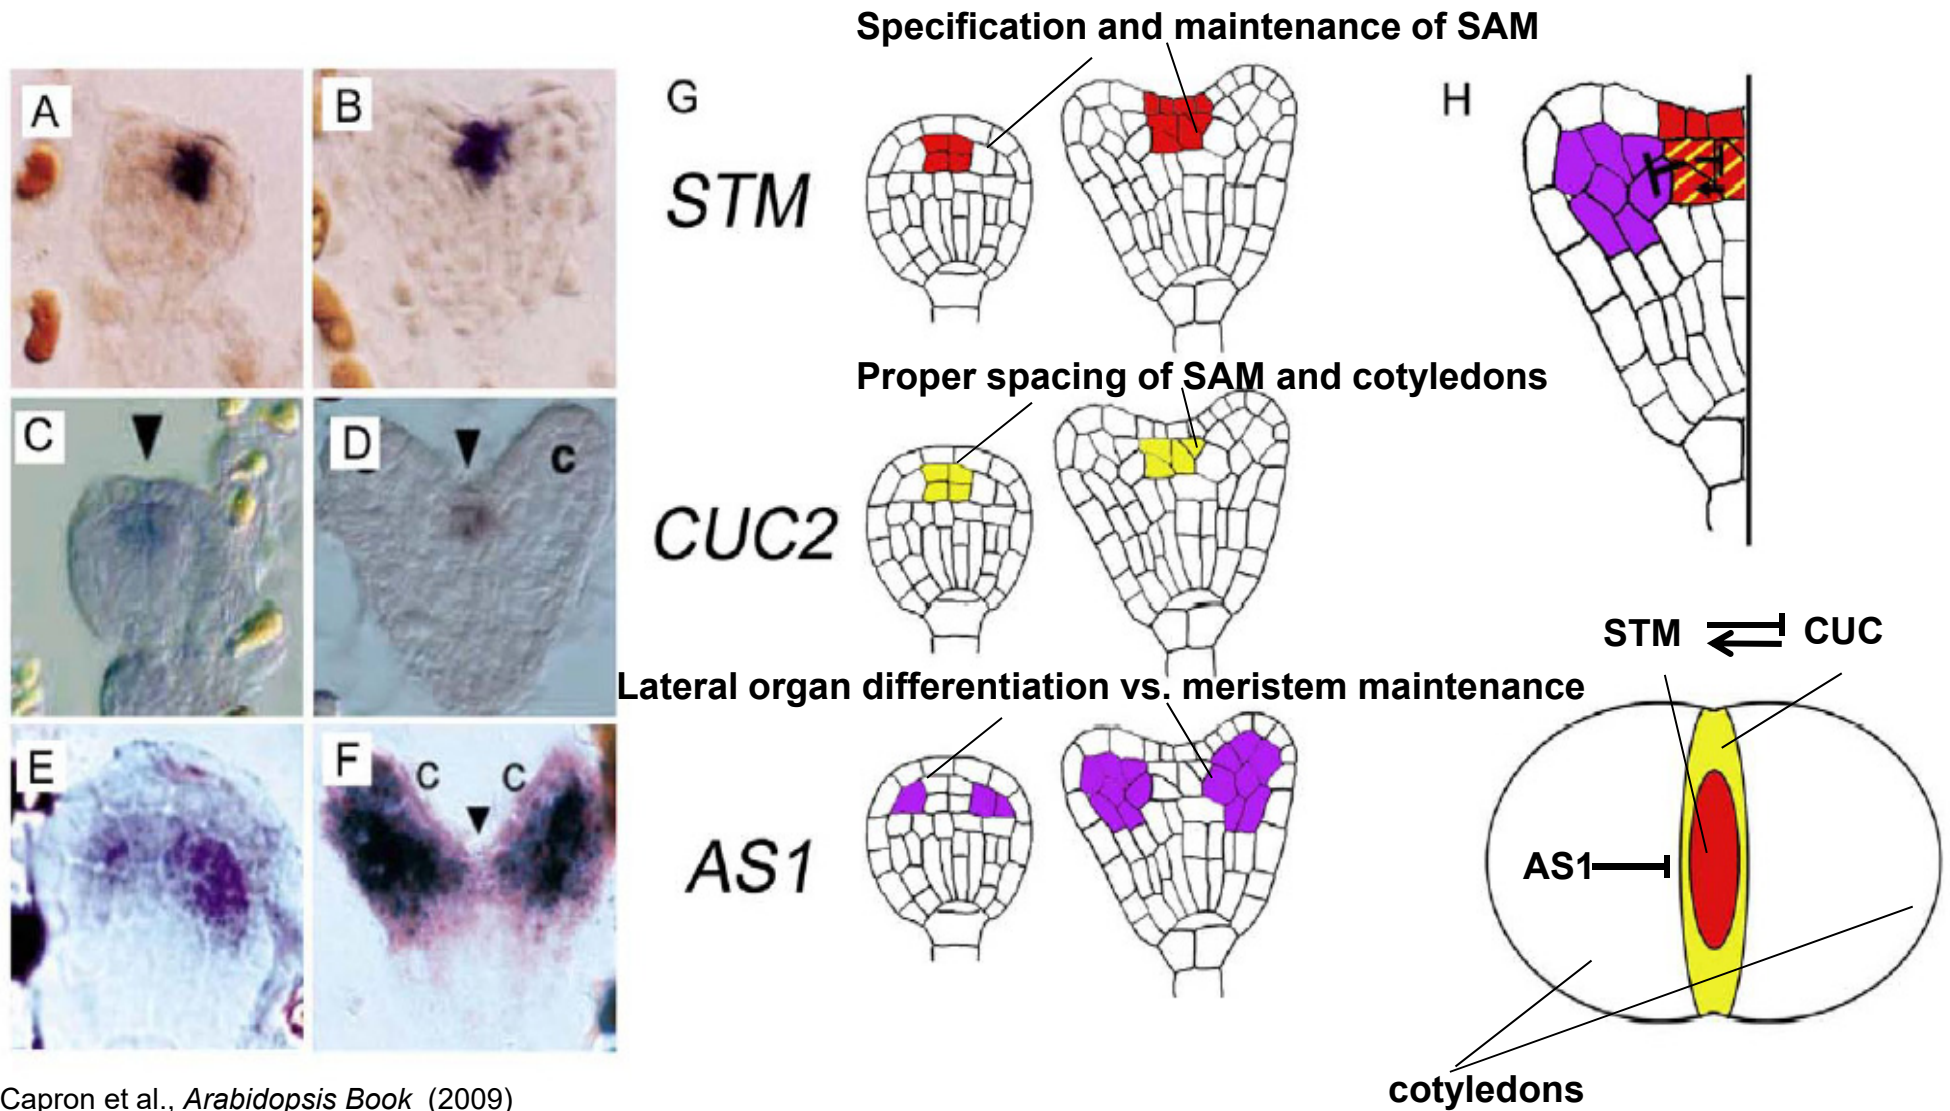 Specification and maintenance of SAM
A
B
G
H
STM
Proper spacing of SAM and cotyledons
C
D
c
CUC2
STM
CUC
Lateral organ differentiation vs. meristem maintenance
E
F
C
C
AS1
AS1
cotyledons
Capron et al., Arabidopsis Book (2009)